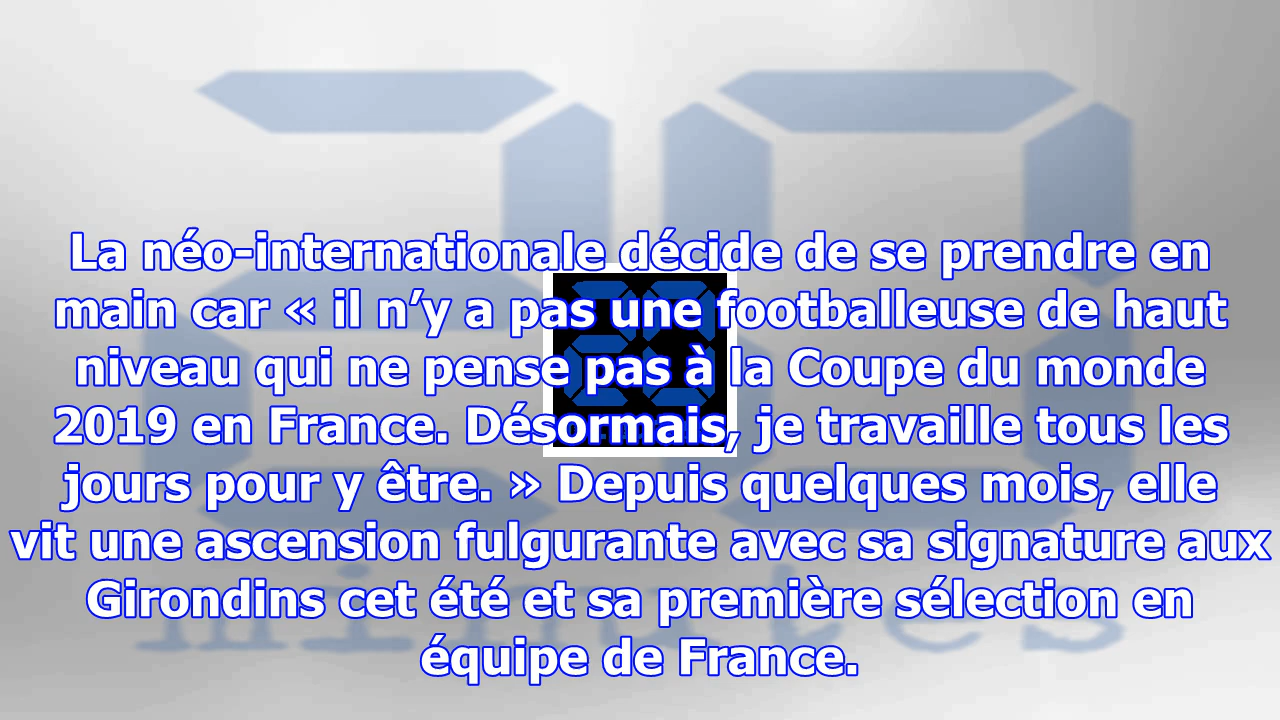 La néo-internationale décide de se prendre en
main car « il n’y a pas une footballeuse de haut
niveau qui ne pense pas à la Coupe du monde
2019 en France. Désormais, je travaille tous les
jours pour y être. » Depuis quelques mois, elle
vit une ascension fulgurante avec sa signature aux
Girondins cet été et sa première sélection en
équipe de France.
20
minutes